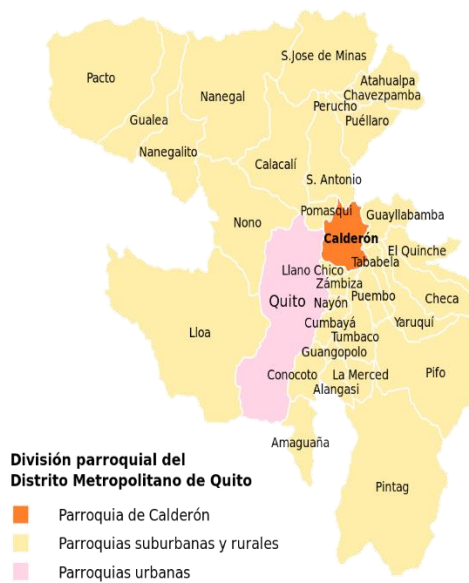 S.Jose de Minas
Pacto
Atahualpa
Nanegal
Chavezpamba
Perucho
Gualea
Puéllaro
Nanegalito
Calacalí
S. Antonio
Pomasqui
Guayllabamba
Nono
Calderón
El Quinche
Tababela
Llano Chico
Zámbiza
Puembo
Checa
Quito
Nayón
Cumbayá
Yaruquí
Lloa
Tumbaco
Guangopolo
Conocoto
La Merced
Pifo
Alangasi
Amaguaña
Pintag
División parroquial del
Distrito Metropolitano de Quito
Parroquia de Calderón
Parroquias suburbanas y rurales
Parroquias urbanas